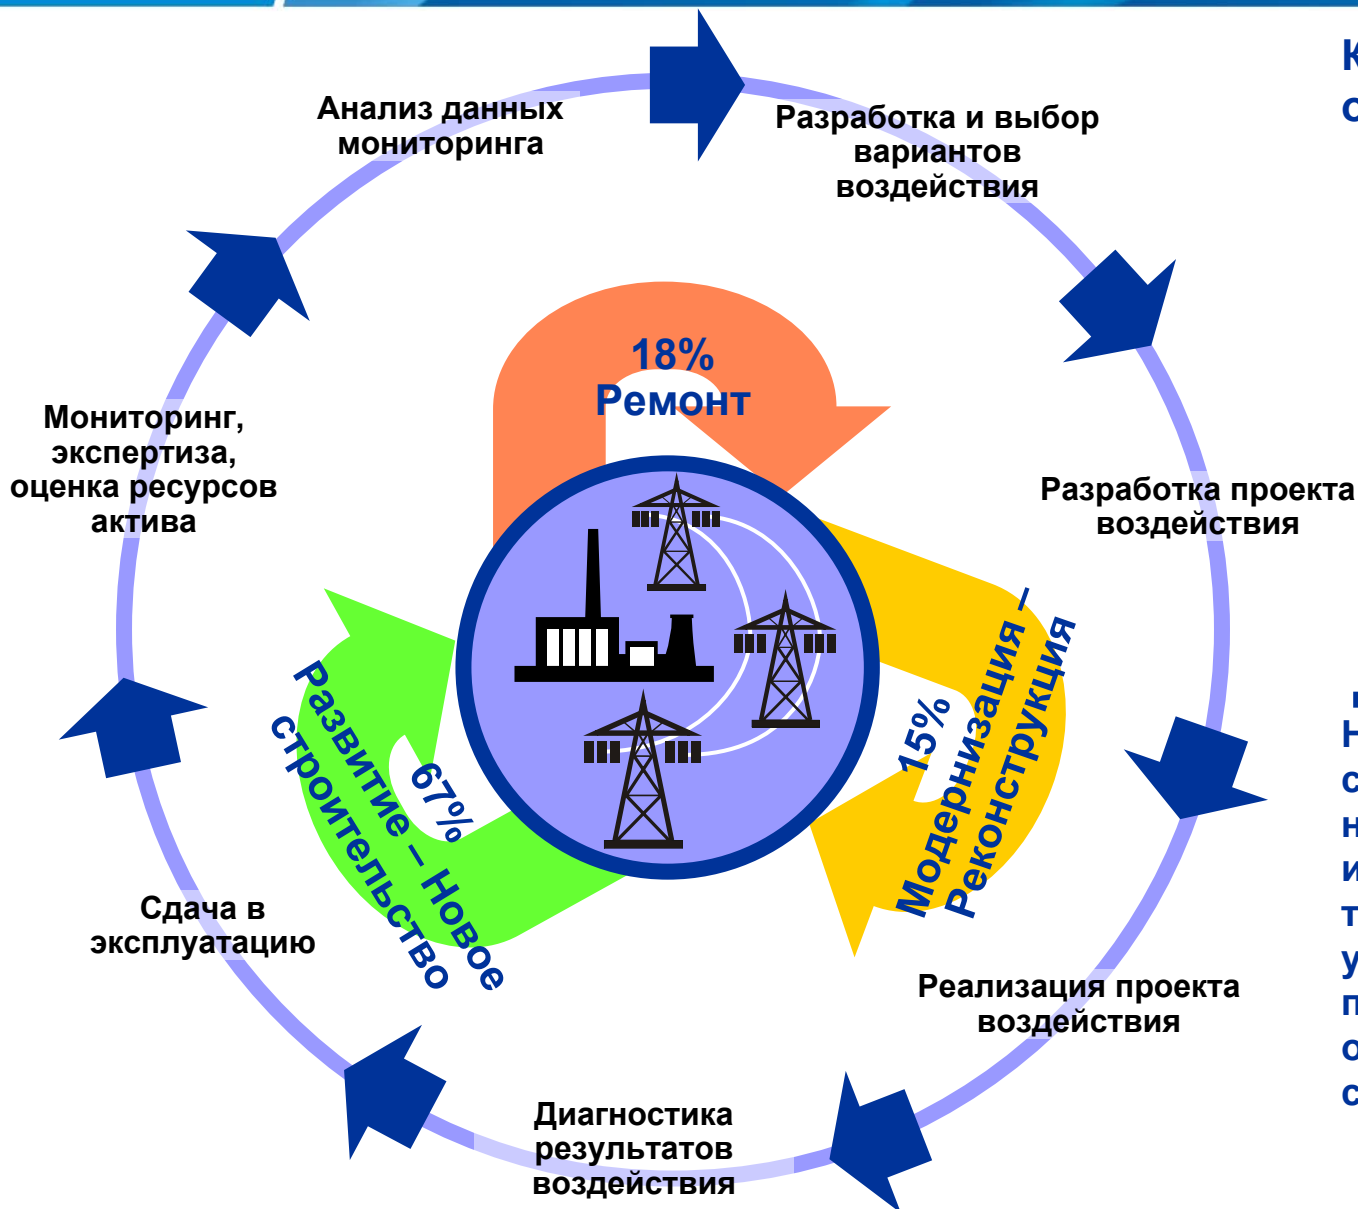 Анализ данных
мониторинга
Разработка и выбор
вариантов
воздействия
Разработка проекта
воздействия
Реализация проекта
воздействия
Диагностика
результатов
воздействия
Сдача в
эксплуатацию
Мониторинг,
экспертиза,
оценка ресурсов
актива
18%
Ремонт
15%
Модернизация –
Реконструкция
67%
Развитие – Новое
строительство